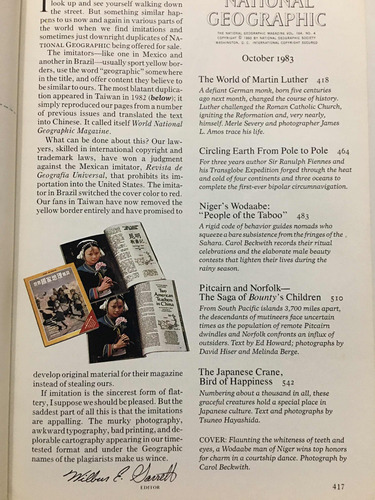 look up and see yourself walking down
the street. But something similar hap-
pens to us now and again in various parts of
the world when we find imitations and
sometimes just downright duplicates of NA-
TIONAL GEOGRAPHIC being offered for sale.
The imitators—like one in Mexico and
another in Brazil—usually sport yellow bor-
ders, use the word "geographic" somewhere
in the title, and offer content they believe to
be similar to ours. The most blatant duplica-
tion appeared in Taiwan in 1982 (below); it
simply reproduced our pages from a number
of previous issues and translated the text
into Chinese. It called itself World National
Geographic Magazine.
What can be done about this? Our law-
yers, skilled in international copyright and
trademark laws, have won a judgment
against the Mexican imitator, Revista de
Geografía Universal, that prohibits its im-
portation into the United States. The imita-
tor in Brazil switched the cover color to red.
Our fans in Taiwan have now removed the
yellow border entirely and have promised to
develop original material for their magazine
instead of stealing ours.
If imitation is the sincerest form of flat-
tery, I suppose we should be pleased. But the
saddest part of all this is that the imitations
are appalling. The murky photography,
awkward typography, bad printing, and de-
plorable cartography appearing in our time-
tested format and under the Geographic
names of the plagiarists make us wince.
Wilbur E. Garrett
EDITOR
NATIONAL
GEOGRAPHIC
THE NATIONAL GEOGRAPHIC MAGAZINE VOL. 164, NO. 4
COPYRIGHT © 1983 BY NATIONAL GEOGRAPHIC SOCIETY
WASHINGTON, D. C. INTERNATIONAL COPYRIGHT SECURED
October 1983
The World of Martin Luther 418
A defiant German monk, born five centuries
ago next month, changed the course of history.
Luther challenged the Roman Catholic Church,
igniting the Reformation and, very nearly,
himself. Merle Severy and photographer James
L. Amos trace his life.
Circling Earth From Pole to Pole 464
For three years author Sir Ranulph Fiennes and
his Transglobe Expedition forged through the heat
and cold of four continents and three oceans to
complete the first-ever bipolar circumnavigation.
Niger's Wodaabe:
"People of the Taboo" 483
A rigid code of behavior guides nomads who
squeeze a bare subsistence from the fringes of the
Sahara. Carol Beckwith records their ritual
celebrations and the elaborate male beauty
contests that lighten their lives during the
rainy season.
Pitcairn and Norfolk—
The Saga of Bounty's Children 510
From South Pacific islands 3,700 miles apart,
the descendants of mutineers face uncertain
times as the population of remote Pitcairn
dwindles and Norfolk confronts an influx of
outsiders. Text by Ed Howard; photographs by
David Hiser and Melinda Berge.
The Japanese Crane,
Bird of Happiness 542
Numbering about a thousand in all, these
graceful creatures hold a special place in
Japanese culture. Text and photographs by
Tsuneo Hayashida.
COVER: Flaunting the whiteness of teeth and
eyes, a Wodaabe man of Niger wins top honors
for charm in a courtship dance. Photograph by
Carol Beckwith.
417